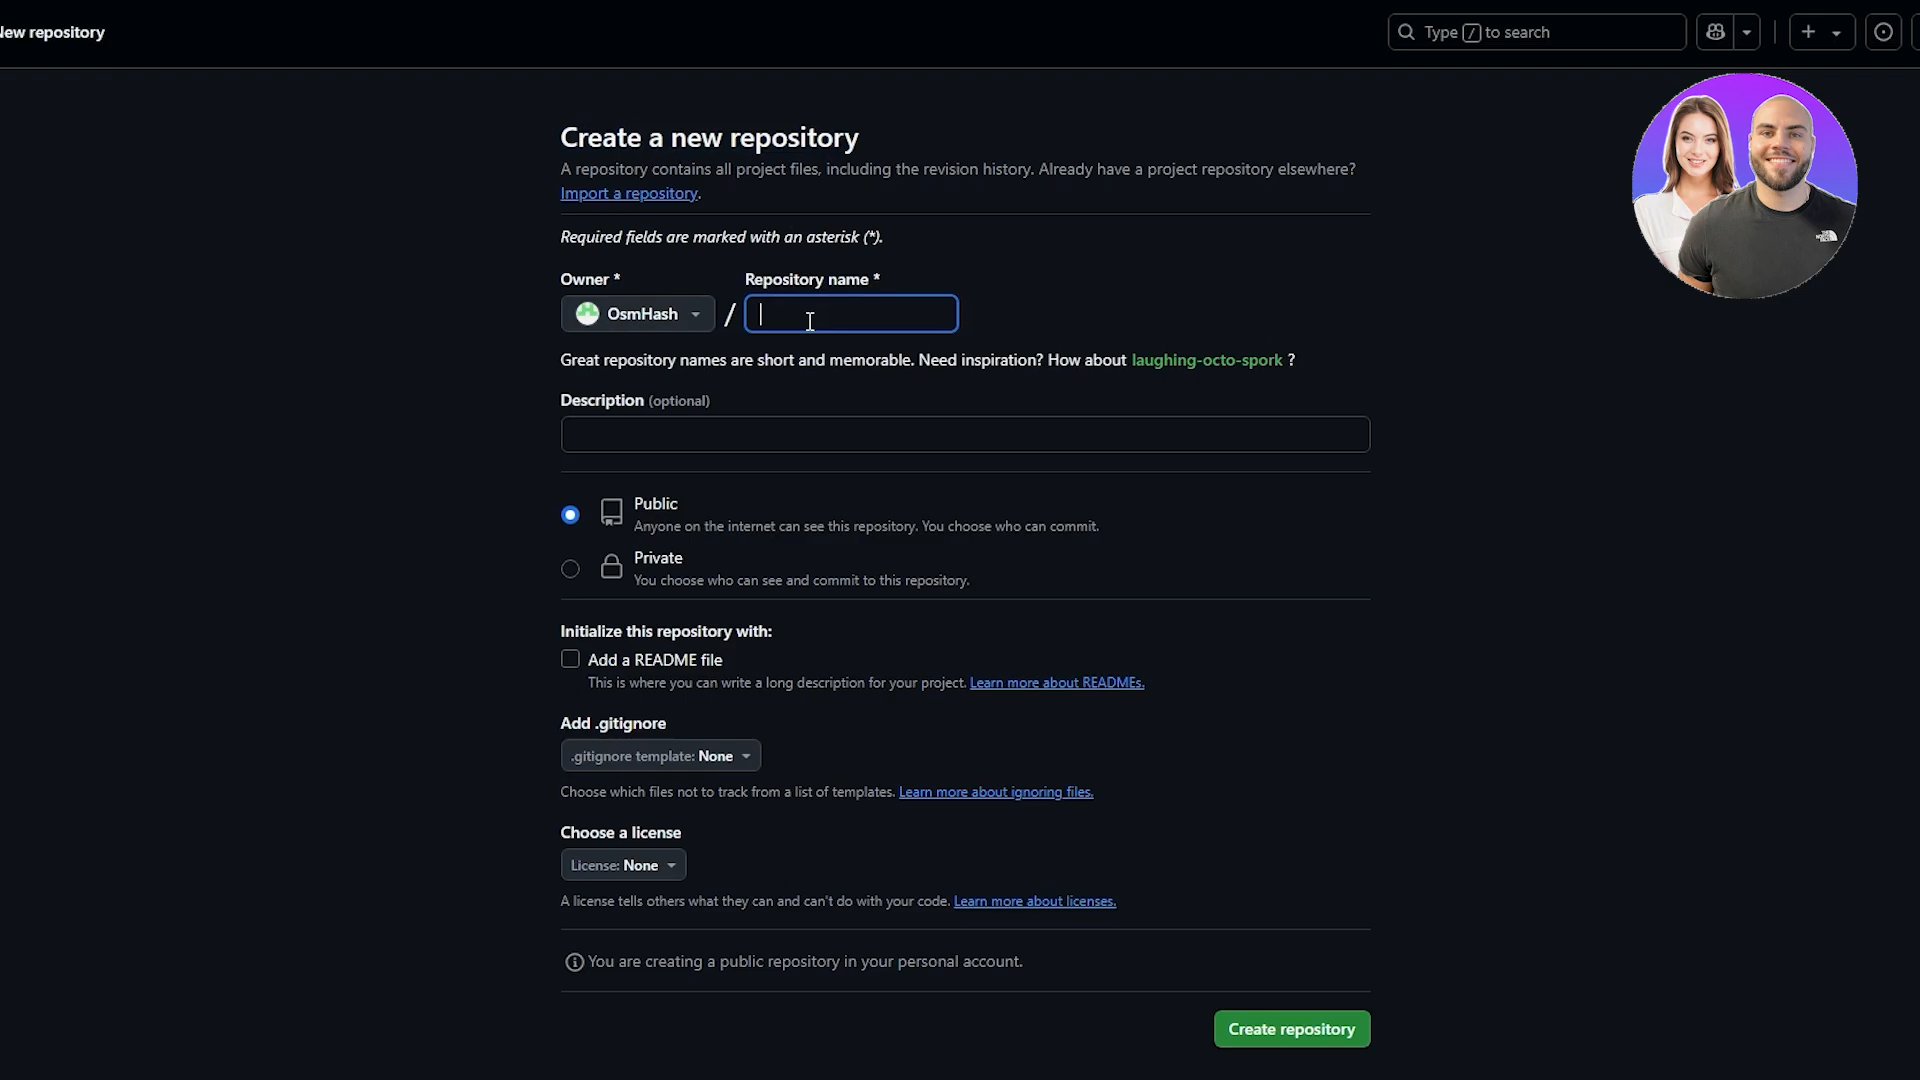 New repository
Type / to search
Create a new repository
A repository contains all project files, including the revision history. Already have a project repository elsewhere?
Import a repository.
Required fields are marked with an asterisk (*).
Owner *
Repository name *
OsmHash
/
Great repository names are short and memorable. Need inspiration? How about laughing-octo-spork ?
Description (optional)
Public
Anyone on the internet can see this repository. You choose who can commit.
Private
You choose who can see and commit to this repository.
Initialize this repository with:
Add a README file
This is where you can write a long description for your project. Learn more about READMEs.
Add .gitignore
.gitignore template: None
Choose which files not to track from a list of templates. Learn more about ignoring files.
Choose a license
License: None
A license tells others what they can and can't do with your code. Learn more about licenses.
You are creating a public repository in your personal account.
Create repository